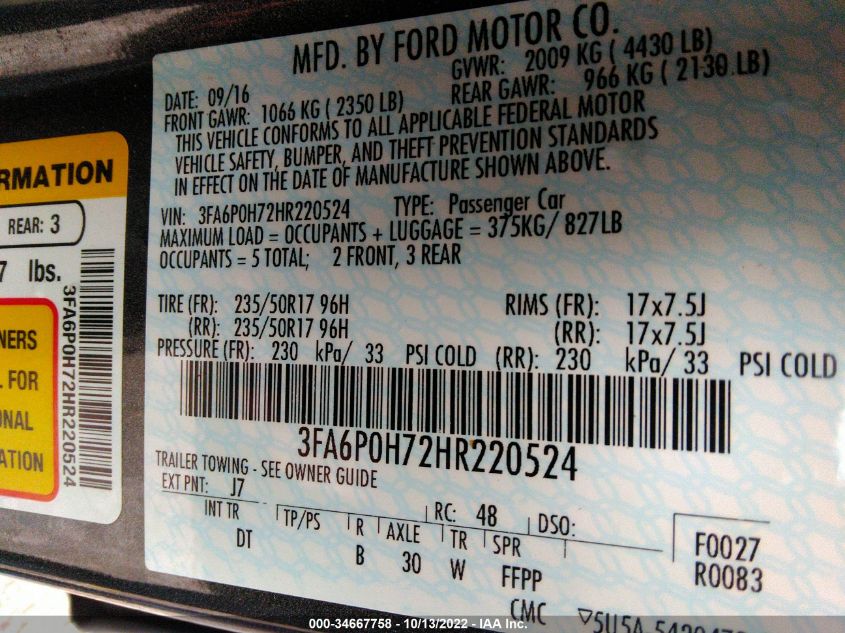 MFD. BY FORD MOTOR CO.
DATE: 09/16 GVWR: 2009 KG ( 4430 LB)
FRONT GAWR: 1066 KG ( 2350 LB) REAR GAWR: 966 KG ( 2130.LB)
THIS VEHICLE CONFORMS TO ALL APPLICABLE FEDERAL MOTOR
VEHICLE SAFETY, BUMPER, AND THEFT PREVENTION STANDARDS
IN EFFECT ON THE DATE OF MANUFACTURE SHOWN ABOVE.
VIN: 3FA6P0H72HR220524 TYPE: Passenger Car
MAXIMUM LOAD = OCCUPANTS + LUGGAGE = 375KG/ 827LB
OCCUPANTS = 5 TOTAL; 2 FRONT, 3 REAR
TIRE (FR): 235/50R17 96H RIMS (FR): 17x7.5J
(RR): 235/50R17 96H (RR): 17x7.5J
PRESSURE (FR): 230 kPa/ 33 PSI COLD (RR): 230 kPa/ 33 PSI COLD
3FA6P0H72HR220524
TRAILER TOWING - SEE OWNER GUIDE
EXT PNT: J7 RC: 48 DSO:
INT TR TP/PS R AXLE TR SPR F0027
DT B 30 W FFPP R0083
CMC
RMATION
REAR: 3
7 lbs.
3FA6P0H72HR220524
NERS
FOR
ONAL
ATION
000-34667758 - 10/13/2022 - IAA Inc.